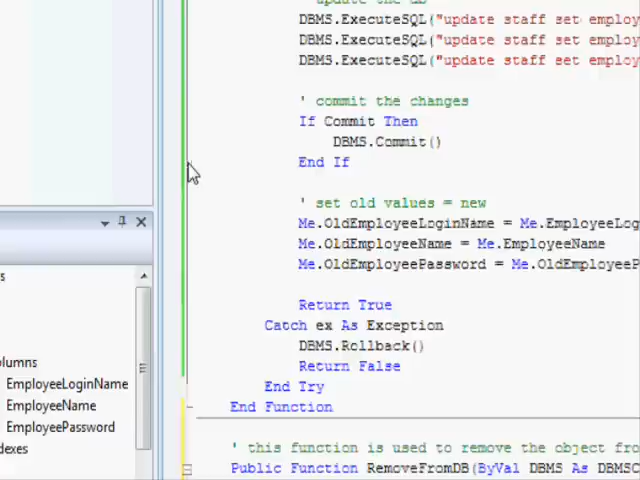 ' update the db
DBMS.ExecuteSQL("update staff set employ
DBMS.ExecuteSQL("update staff set employ
DBMS.ExecuteSQL("update staff set employ
' commit the changes
If Commit Then
DBMS.Commit()
End If
' set old values = new
Me.OldEmployeeLoginName = Me.EmployeeLog
Me.OldEmployeeName = Me.EmployeeName
Me.OldEmployeePassword = Me.OldEmployeeP
Return True
Catch ex As Exception
DBMS.Rollback()
Return False
End Try
End Function
' this function is used to remove the object fro
Public Function RemoveFromDB(ByVal DBMS As DBMSC
s
olumns
EmployeeLoginName
EmployeeName
EmployeePassword
dexes